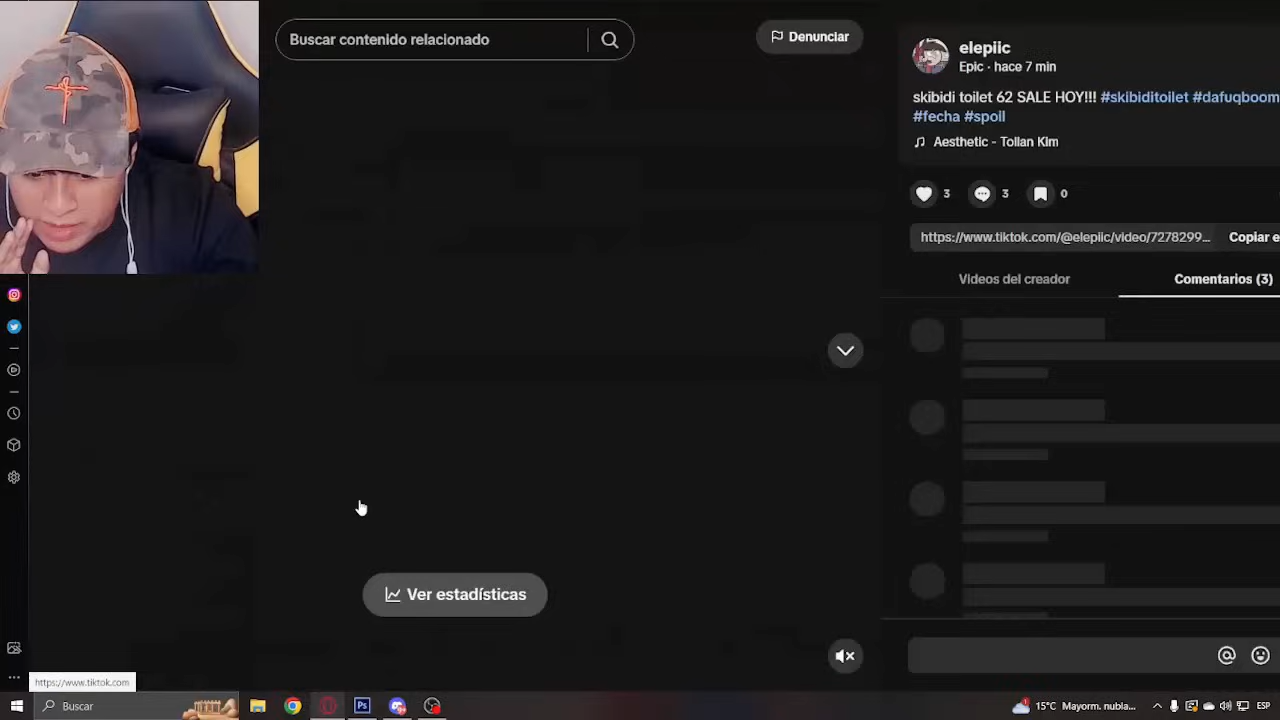 Buscar contenido relacionado
Denunciar
elepiic
Epic · hace 7 min
skibidi toilet 62 SALE HOY!!! #skibiditoilet #dafuqboom
#fecha #spoil
Aesthetic - Tollan Kim
3
3
0
https://www.tiktok.com/@elepiic/video/7278299...
Copiar e
Videos del creador
Comentarios (3)
Ver estadísticas
https://www.tiktok.com
Buscar
Ps
15°C Mayorm. nubla...
ESP